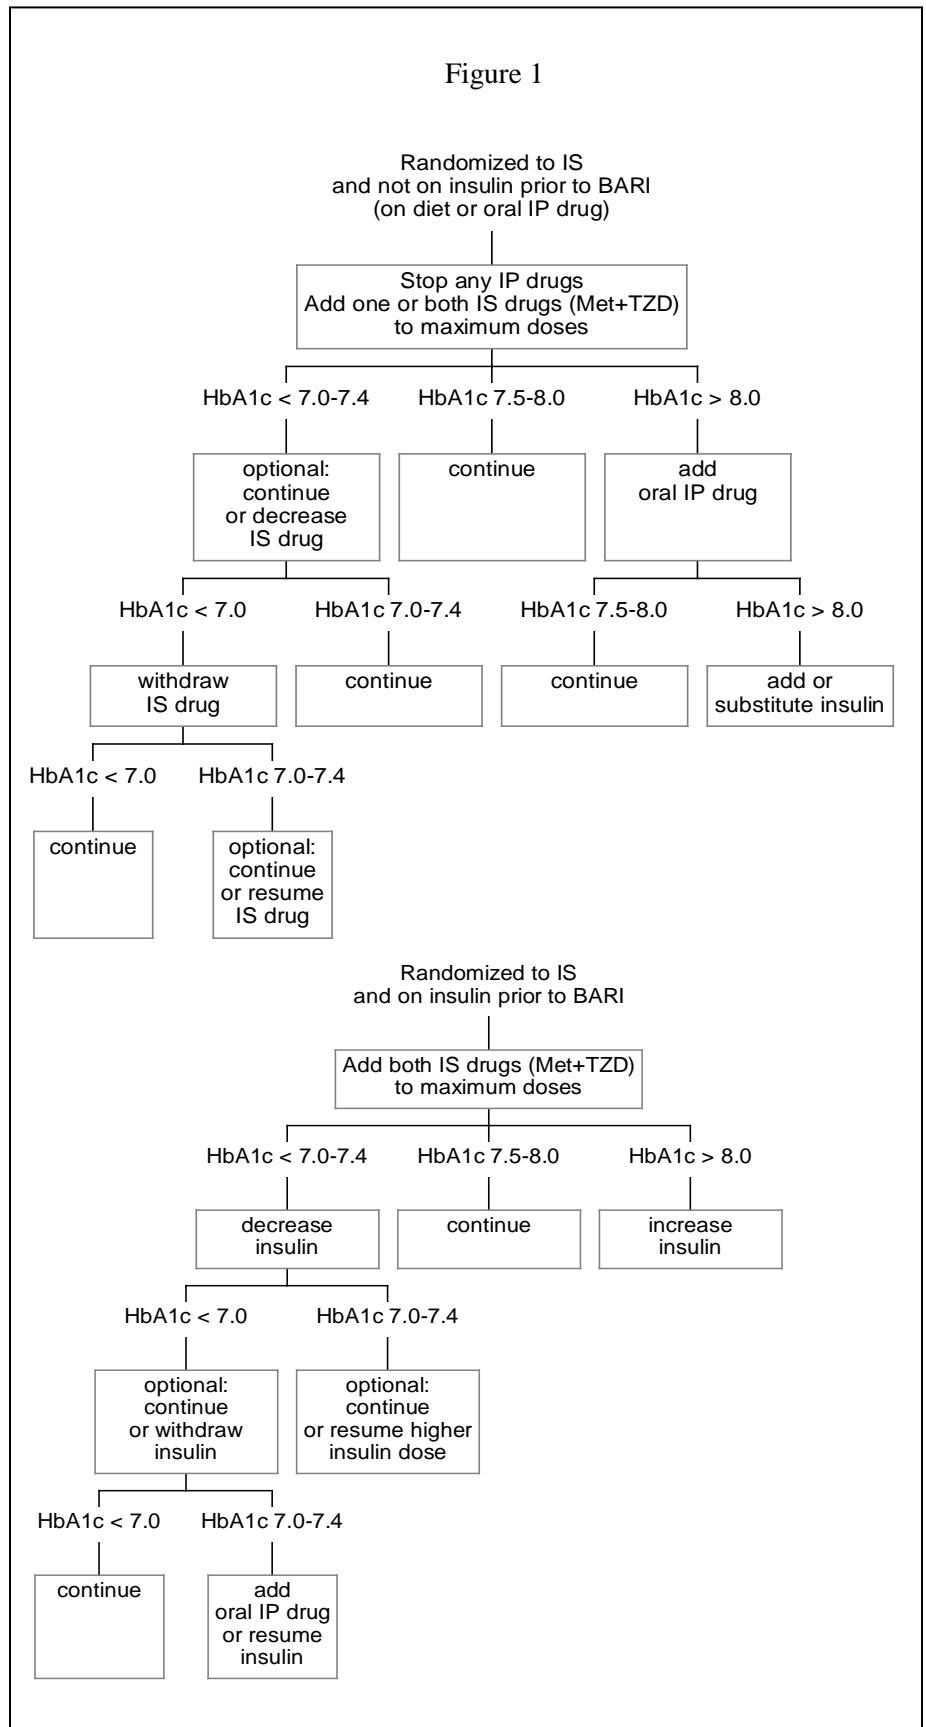 Figure 1
Randomized to IS
and not on insulin prior to BARI
(on diet or oral IP drug)
Stop any IP drugs
Add one or both IS drugs (Met+TZD)
to maximum doses
HbA1c < 7.0-7.4
HbA1c 7.5-8.0
HbA1c > 8.0
optional:
continue
or decrease
IS drug
continue
add
oral IP drug
HbA1c < 7.0
HbA1c 7.0-7.4
HbA1c 7.5-8.0
HbA1c > 8.0
withdraw
IS drug
continue
continue
add or
substitute insulin
HbA1c < 7.0
HbA1c 7.0-7.4
continue
optional:
continue
or resume
IS drug
Randomized to IS
and on insulin prior to BARI
Add both IS drugs (Met+TZD)
to maximum doses
HbA1c < 7.0-7.4
HbA1c 7.5-8.0
HbA1c > 8.0
decrease
insulin
continue
increase
insulin
HbA1c < 7.0
HbA1c 7.0-7.4
optional:
continue
or withdraw
insulin
optional:
continue
or resume higher
insulin dose
HbA1c < 7.0
HbA1c 7.0-7.4
continue
add
oral IP drug
or resume
insulin